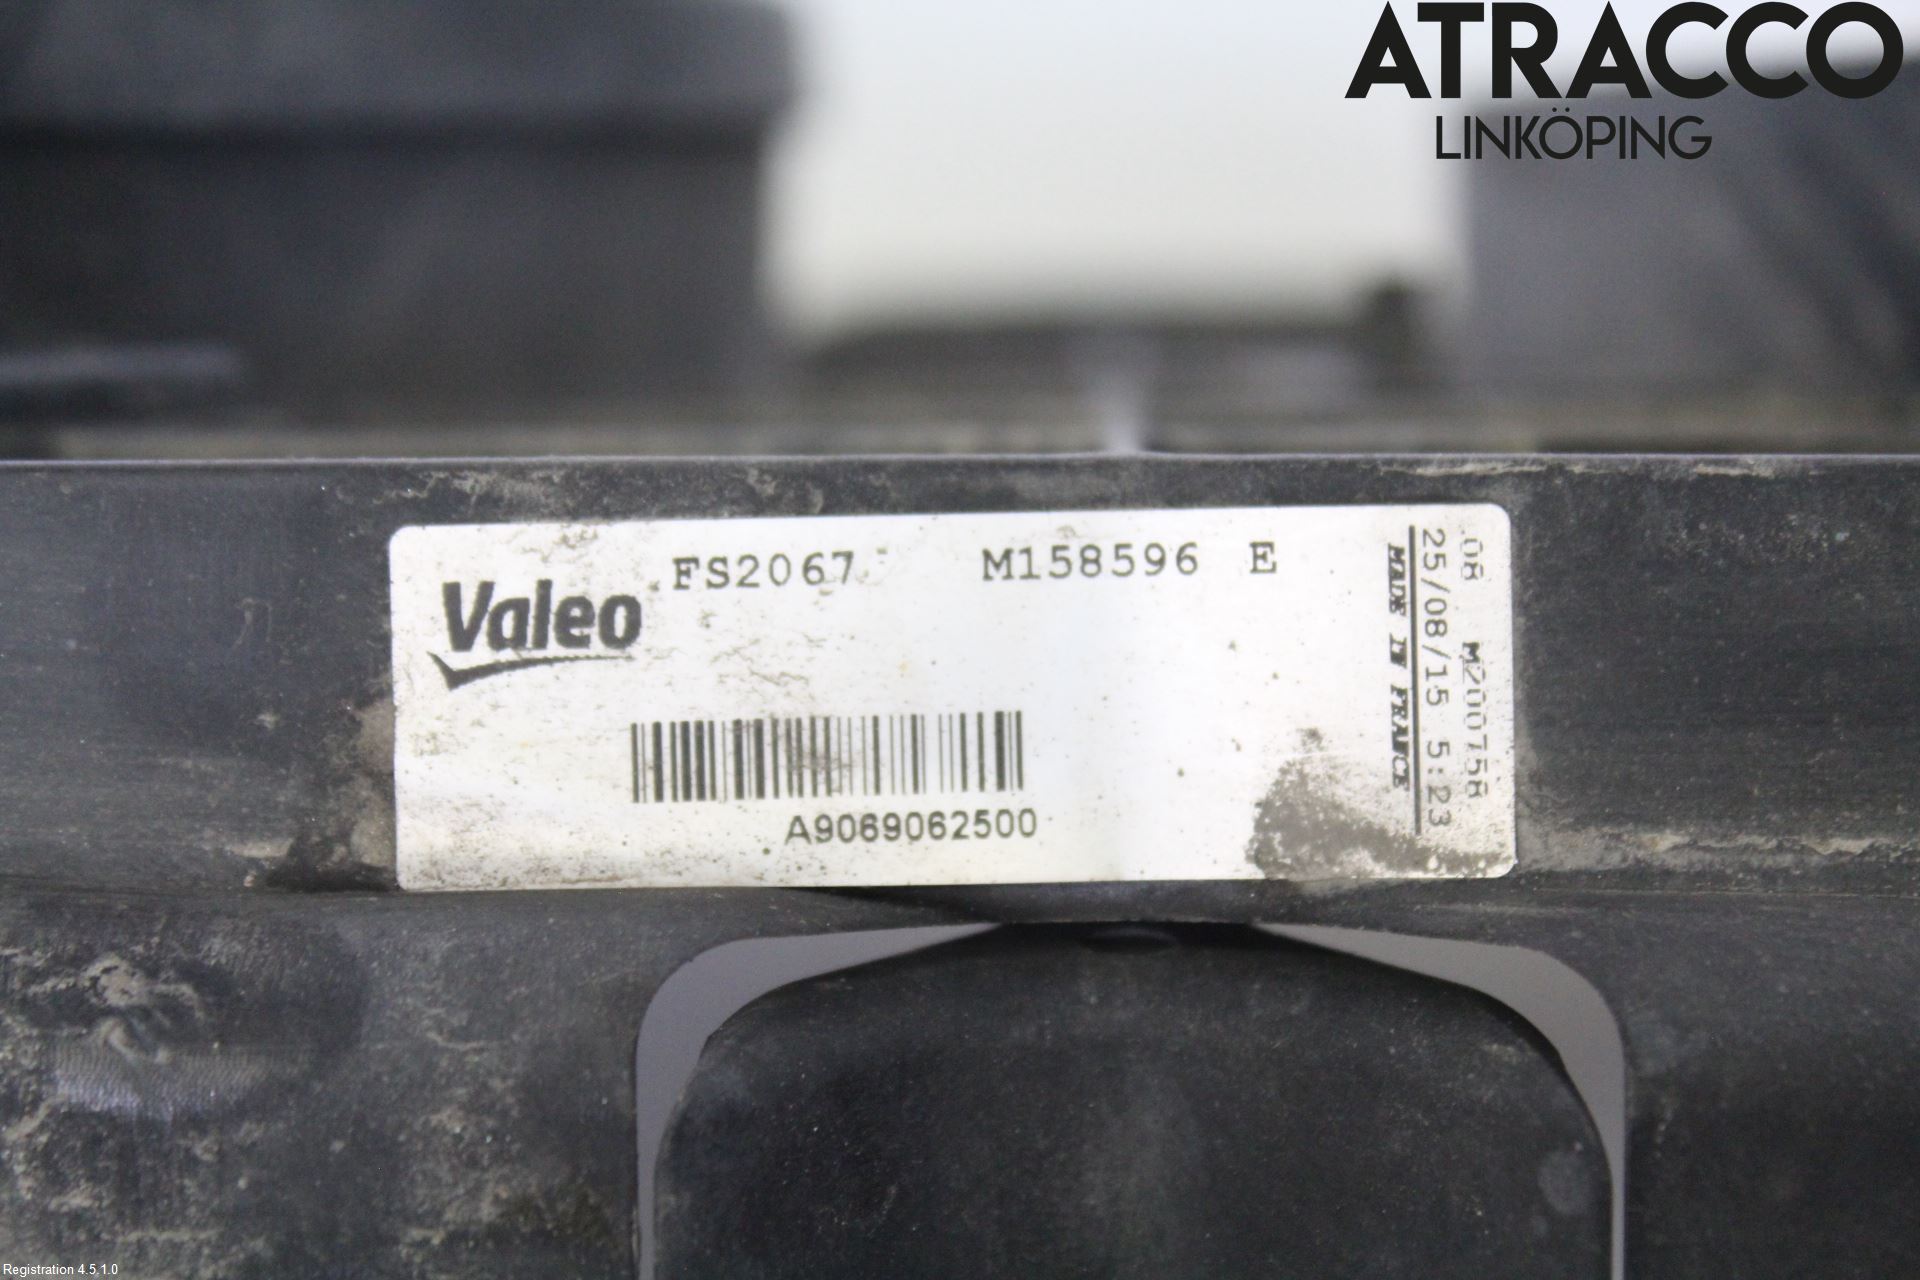 ATRACCO
LINKÖPING
Valeo
FS2067 M158596 E
A9069062500
MADE IN FRANCE
25/08/15 5:23
.08 M200758
Registration 4.5.1.0